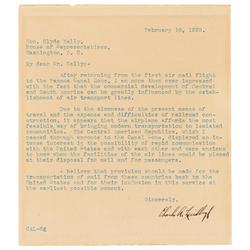 February 10, 1928.
Hon. Clyde Kelly,
House of Representatives,
Washington, D. C.
My dear Mr. Kelly:-
After returning from the first air mail flight
to the Panama Canal Zone, I am more than ever impressed
with the fact that the commercial development of Central
and South America can be greatly influenced by the establish-
ment of air transport lines.
Due to the slowness of the present means of
travel and the expense and difficulties of railroad con-
struction, it appears that the airplane affords the most
feasible way of bringing modern transportation to isolated
communities. The Central American Republics, which I
passed through enroute to the Canal Zone, displayed an in-
tense interest in the possibility of rapid communication
with the United States and with each other and were anxious
to know when the facilities of the air lines would be placed
at their disposal for mail and for passengers.
I believe that provision should be made for the
transportation of mail from these countries back to the
United States and for their inclusion in this service at
the earliest possible moment.
Sincerely,
Charles A. Lindbergh
CAL-Sg